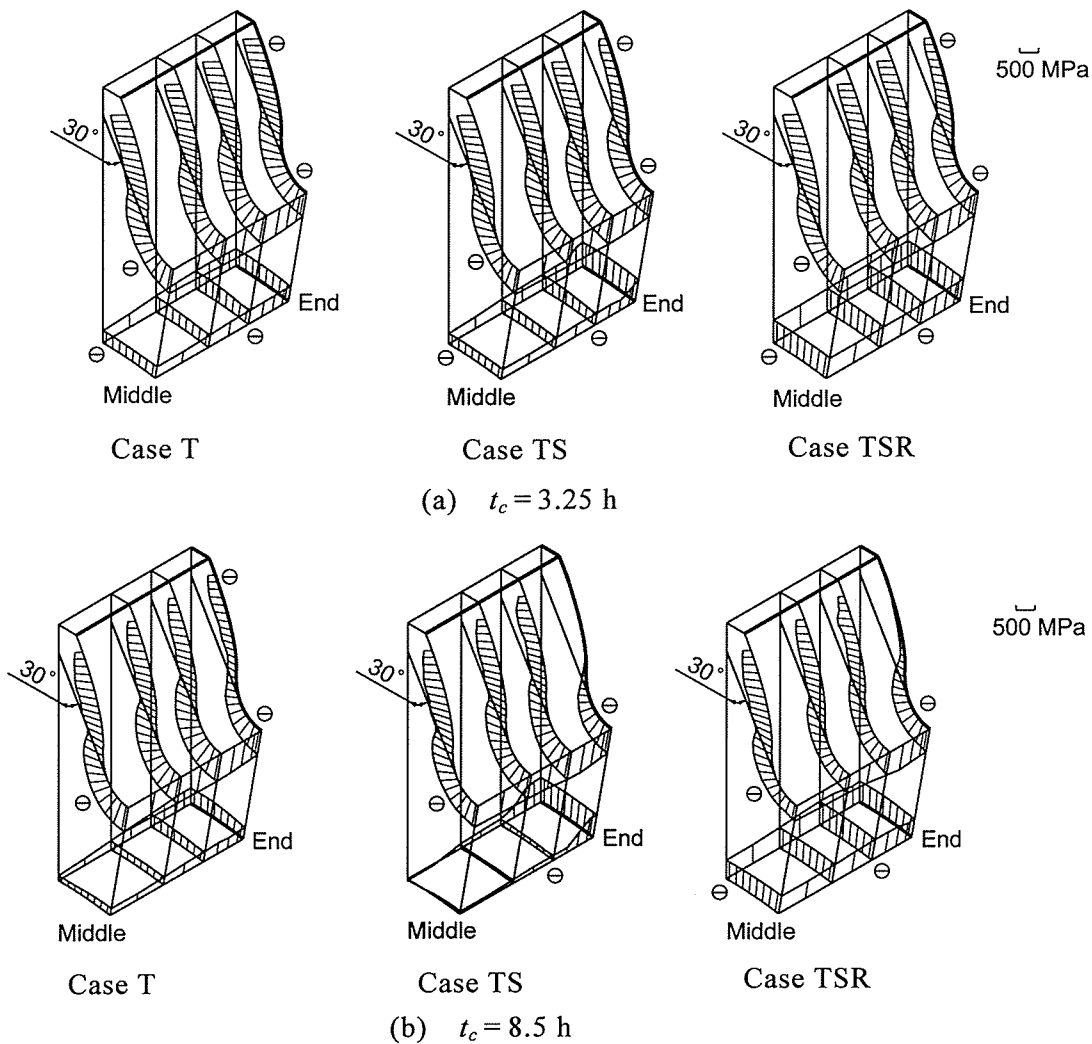 500 MPa
30°
30°
30°
End
End
End
Middle
Middle
Middle
Case T
Case TS
Case TSR
(a) t_c = 3.25 h
500 MPa
30°
30°
30°
End
End
End
Middle
Middle
Middle
Case T
Case TS
Case TSR
(b) t_c = 8.5 h